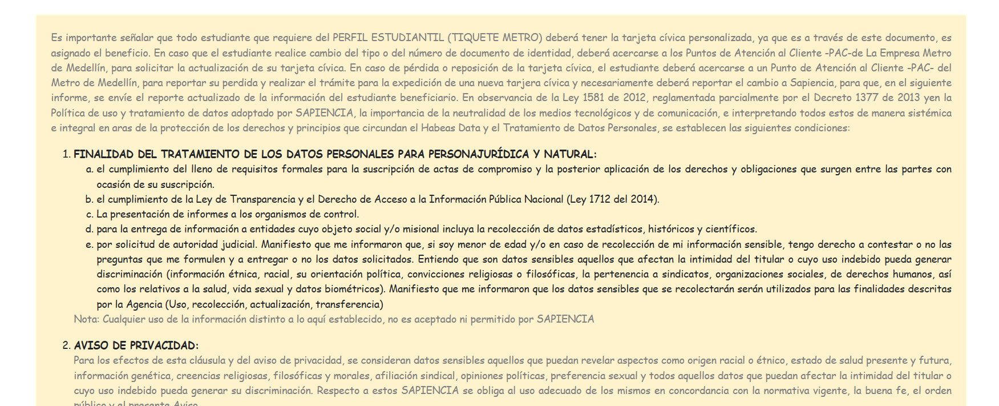 Es importante señalar que todo estudiante que requiere del PERFIL ESTUDIANTIL (TIQUETE METRO) deberá tener la tarjeta cívica personalizada, ya que es a través de este documento, es
asignado el beneficio. En caso que el estudiante realice cambio del tipo o del número de documento de identidad, deberá acercarse a los Puntos de Atención al Cliente -PAC-de La Empresa Metro
de Medellín, para solicitar la actualización de su tarjeta cívica. En caso de pérdida o reposición de la tarjeta cívica, el estudiante deberá acercarse a un Punto de Atención al Cliente -PAC- del
Metro de Medellín, para reportar su perdida y realizar el trámite para la expedición de una nueva tarjera cívica y necesariamente deberá reportar el cambio a Sapiencia, para que, en el siguiente
informe, se envíe el reporte actualizado de la información del estudiante beneficiario. En observancia de la Ley 1581 de 2012, reglamentada parcialmente por el Decreto 1377 de 2013 yen la
Política de uso y tratamiento de datos adoptado por SAPIENCIA, la importancia de la neutralidad de los medios tecnológicos y de comunicación, e interpretando todos estos de manera sistémica
e integral en aras de la protección de los derechos y principios que circundan el Habeas Data y el Tratamiento de Datos Personales, se establecen las siguientes condiciones:
1. FINALIDAD DEL TRATAMIENTO DE LOS DATOS PERSONALES PARA PERSONAJURÍDICA Y NATURAL:
a. el cumplimiento del lleno de requisitos formales para la suscripción de actas de compromiso y la posterior aplicación de los derechos y obligaciones que surgen entre las partes con
ocasión de su suscripción.
b. el cumplimiento de la Ley de Transparencia y el Derecho de Acceso a la Información Pública Nacional (Ley 1712 del 2014).
c. La presentación de informes a los organismos de control.
d. para la entrega de información a entidades cuyo objeto social y/o misional incluya la recolección de datos estadísticos, históricos y científicos.
e. por solicitud de autoridad judicial. Manifiesto que me informaron que, si soy menor de edad y/o en caso de recolección de mi información sensible, tengo derecho a contestar o no las
preguntas que me formulen y a entregar o no los datos solicitados. Entiendo que son datos sensibles aquellos que afectan la intimidad del titular o cuyo uso indebido pueda generar
discriminación (información étnica, racial, su orientación política, convicciones religiosas o filosóficas, la pertenencia a sindicatos, organizaciones sociales, de derechos humanos, así
como los relativos a la salud, vida sexual y datos biométricos). Manifiesto que me informaron que los datos sensibles que se recolectarán serán utilizados para las finalidades descritas
por la Agencia (Uso, recolección, actualización, transferencia)
Nota: Cualquier uso de la información distinto a lo aquí establecido, no es aceptado ni permitido por SAPIENCIA
2. AVISO DE PRIVACIDAD:
Para los efectos de esta cláusula y del aviso de privacidad, se consideran datos sensibles aquellos que puedan revelar aspectos como origen racial o étnico, estado de salud presente y futura,
información genética, creencias religiosas, filosóficas y morales, afiliación sindical, opiniones políticas, preferencia sexual y todos aquellos datos que puedan afectar la intimidad del titular o
cuyo uso indebido pueda generar su discriminación. Respecto a estos SAPIENCIA se obliga al uso adecuado de los mismos en concordancia con la normativa vigente, la buena fe, el orden
público y el presente Aviso.